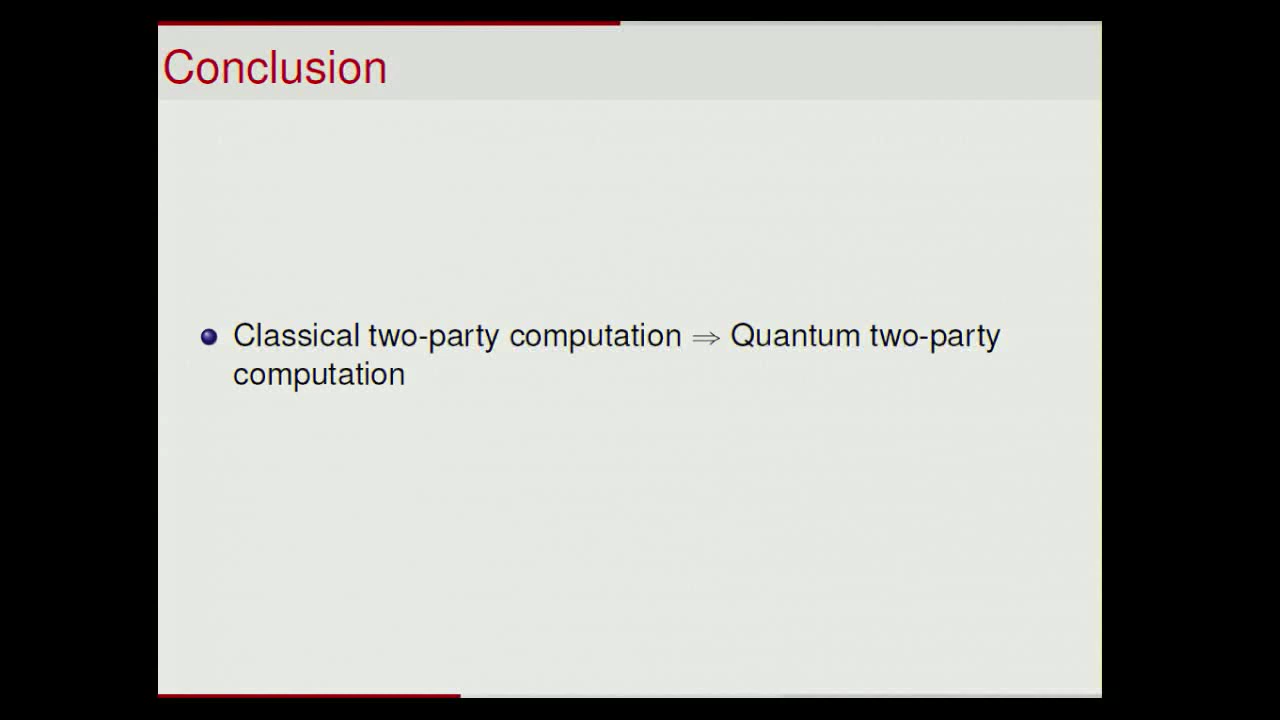 Conclusion
Classical two-party computation ⇒ Quantum two-party
computation